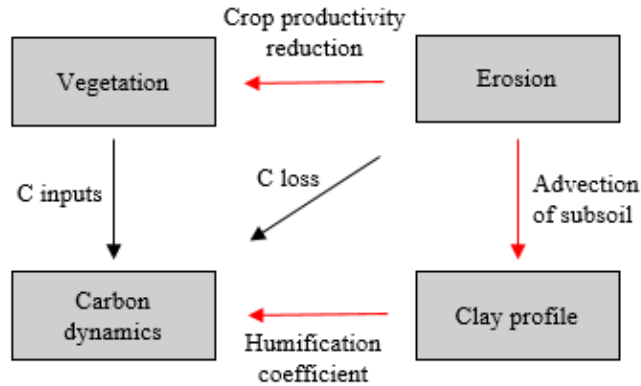 Crop productivity
reduction
Vegetation
Erosion
C inputs
C loss
Advection
of subsoil
Carbon
dynamics
Clay profile
Humification
coefficient